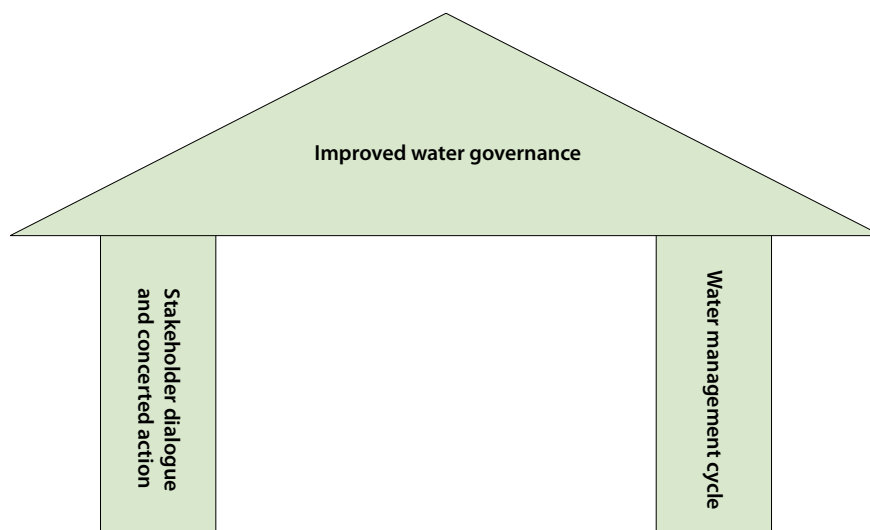 Improved water governance
Stakeholder dialogue
and concerted action
Water management cycle